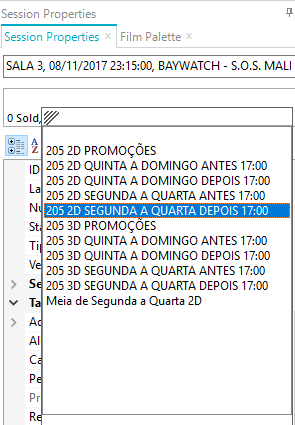 Session Properties
Session Properties × Film Palette ×
SALA 3, 08/11/2017 23:15:00, BAYWATCH - S.O.S. MALI
0 Sold,
205 2D PROMOÇÕES
205 2D QUINTA A DOMINGO ANTES 17:00
205 2D QUINTA A DOMINGO DEPOIS 17:00
205 2D SEGUNDA A QUARTA ANTES 17:00
205 2D SEGUNDA A QUARTA DEPOIS 17:00
205 3D PROMOÇÕES
205 3D QUINTA A DOMINGO ANTES 17:00
205 3D QUINTA A DOMINGO DEPOIS 17:00
205 3D SEGUNDA A QUARTA ANTES 17:00
205 3D SEGUNDA A QUARTA DEPOIS 17:00
Meia de Segunda a Quarta 2D
A
Z
ID
La
Nu
Sta
Tip
Ve
Se
Ta
Ac
Al
Ca
Pe
Pr
Re